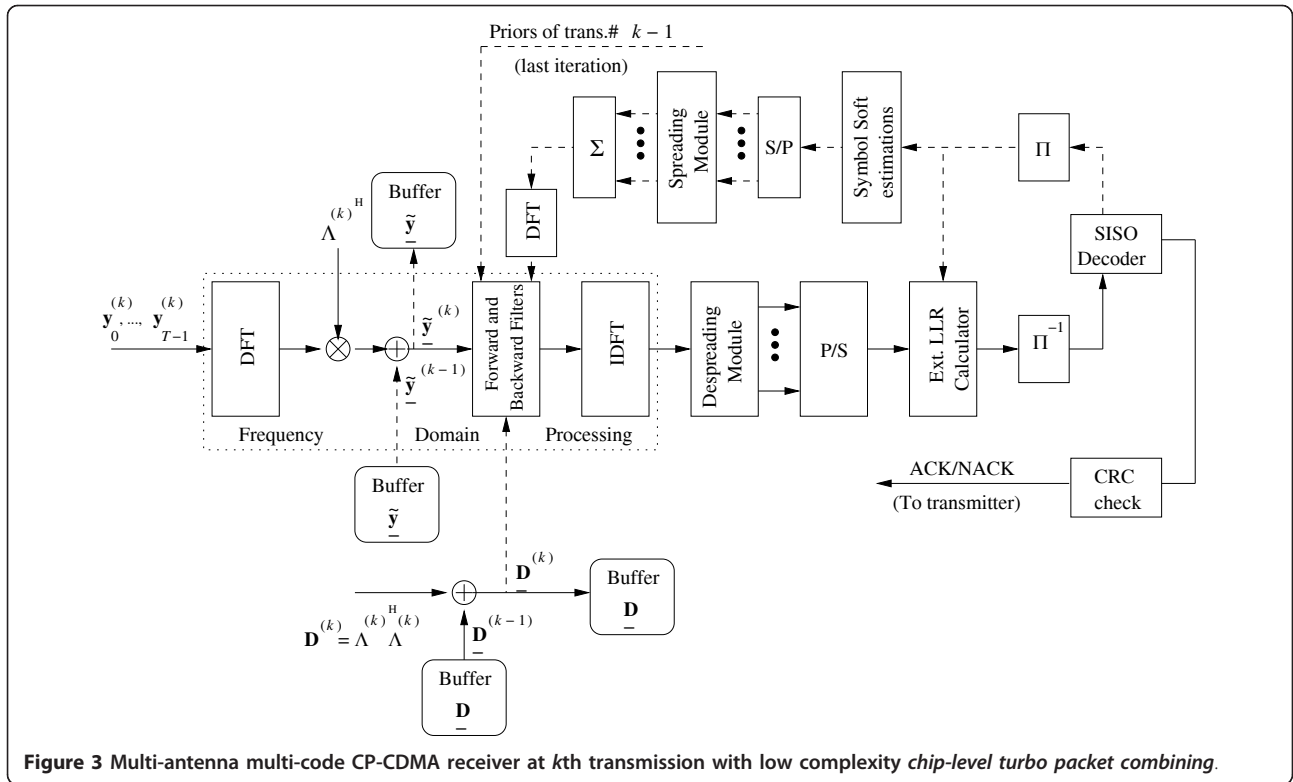 Priors of trans.# k − 1
(last iteration)
Σ
Spreading
Module
S/P
Symbol Soft
estimations
Π
Buffer
ỹ
DFT
SISO
Decoder
Λ^(k)^H
y_0^(k), ..., y_{T−1}^(k)
DFT
⊗
+
ỹ^(k)
ỹ^(k−1)
Forward and
Backward Filters
IDFT
Despreading
Module
P/S
Ext. LLR
Calculator
Π^−1
Frequency Domain Processing
Buffer
ỹ
ACK/NACK
(To transmitter)
CRC
check
D^(k) = Λ^(k)^H Λ^(k)
+
D^(k)
D^(k−1)
Buffer
D
Buffer
D
Figure 3 Multi-antenna multi-code CP-CDMA receiver at kth transmission with low complexity chip-level turbo packet combining.